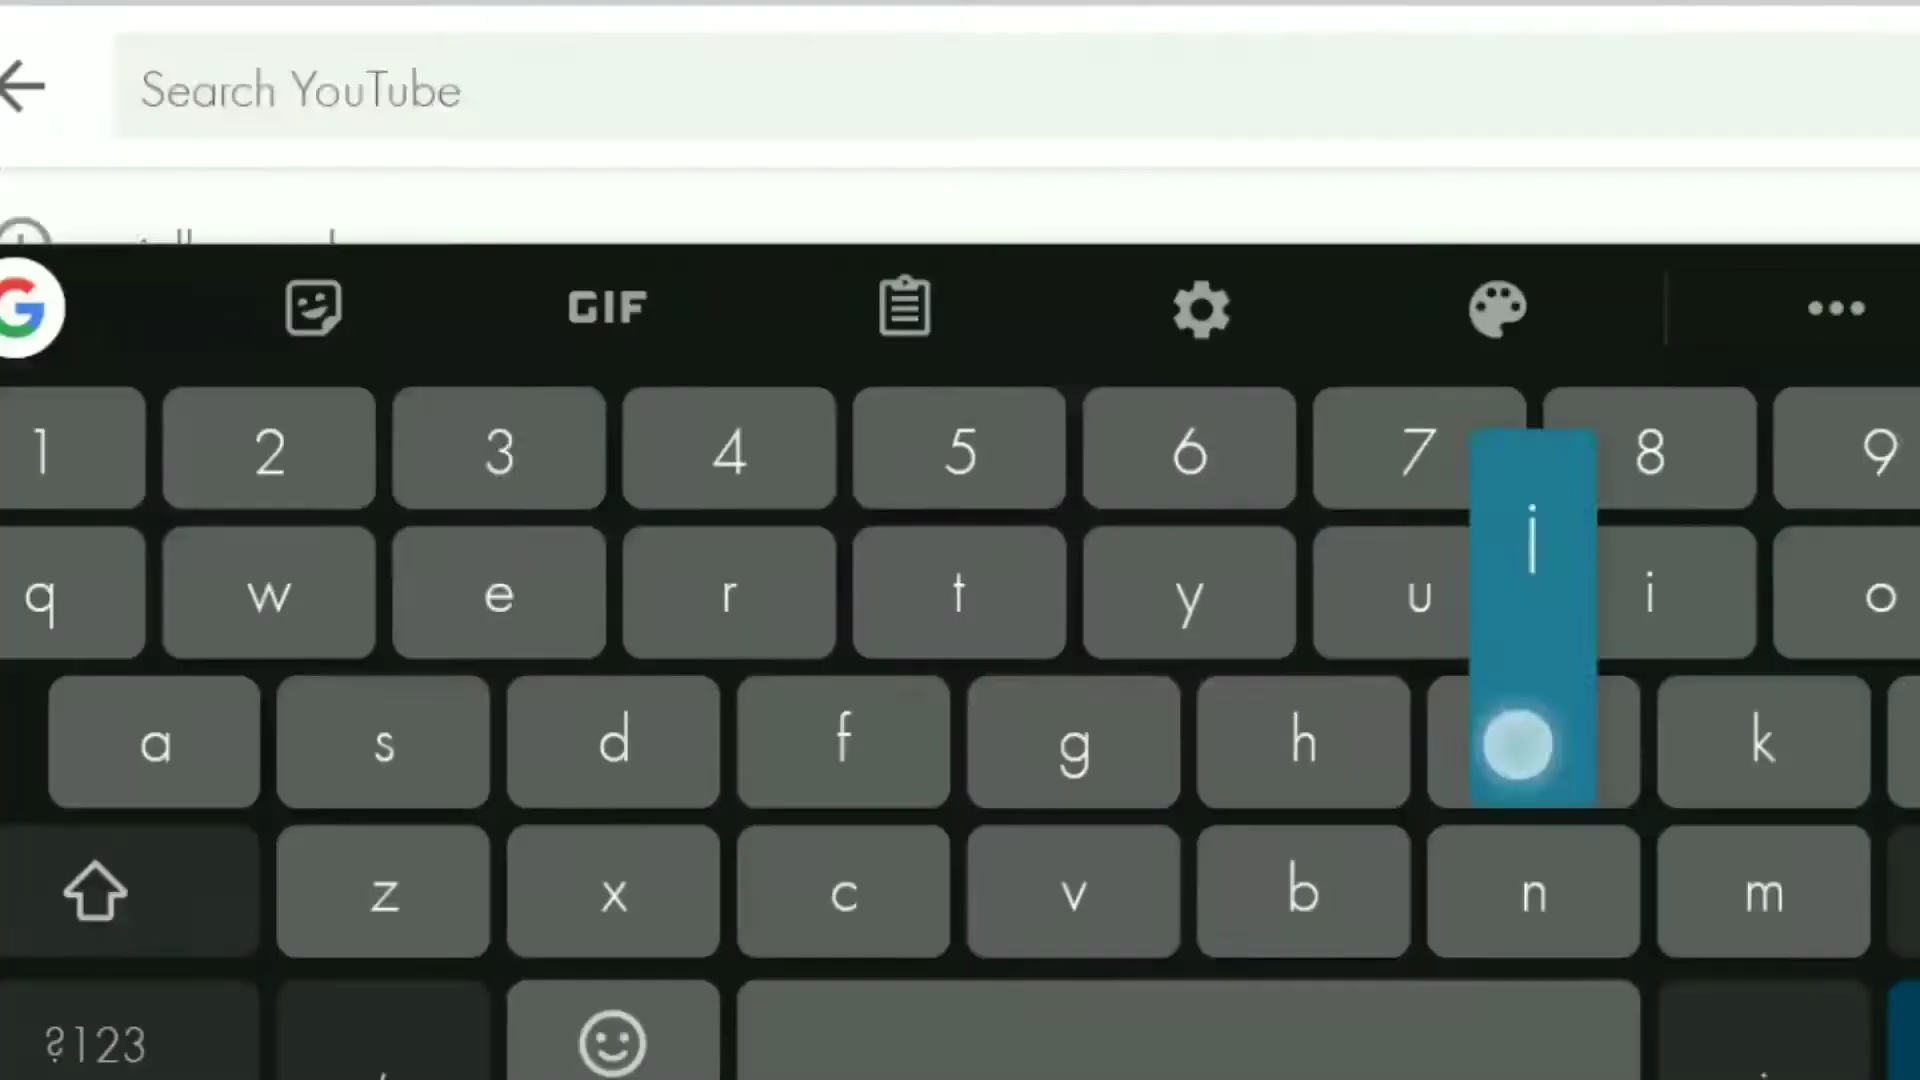 Search YouTube
G GIF
1 2 3 4 5 6 7 8 9
q w e r t y u i o
j
a s d f g h k
z x c v b n m
?123 , .